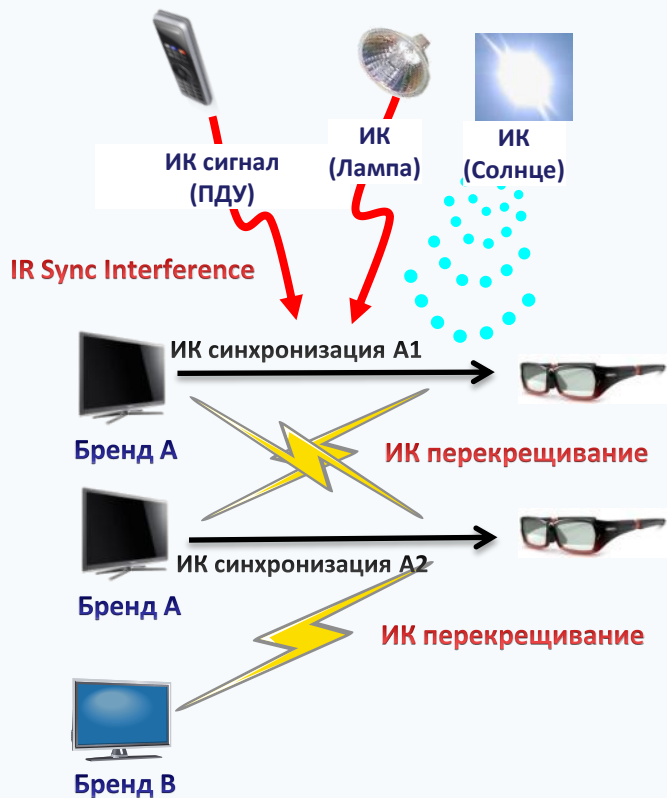 ИК сигнал
(ПДУ)
ИК
(Лампа)
ИК
(Солнце)
IR Sync Interference
ИК синхронизация А1
Бренд А
ИК перекрещивание
ИК синхронизация А2
Бренд А
ИК перекрещивание
Бренд В